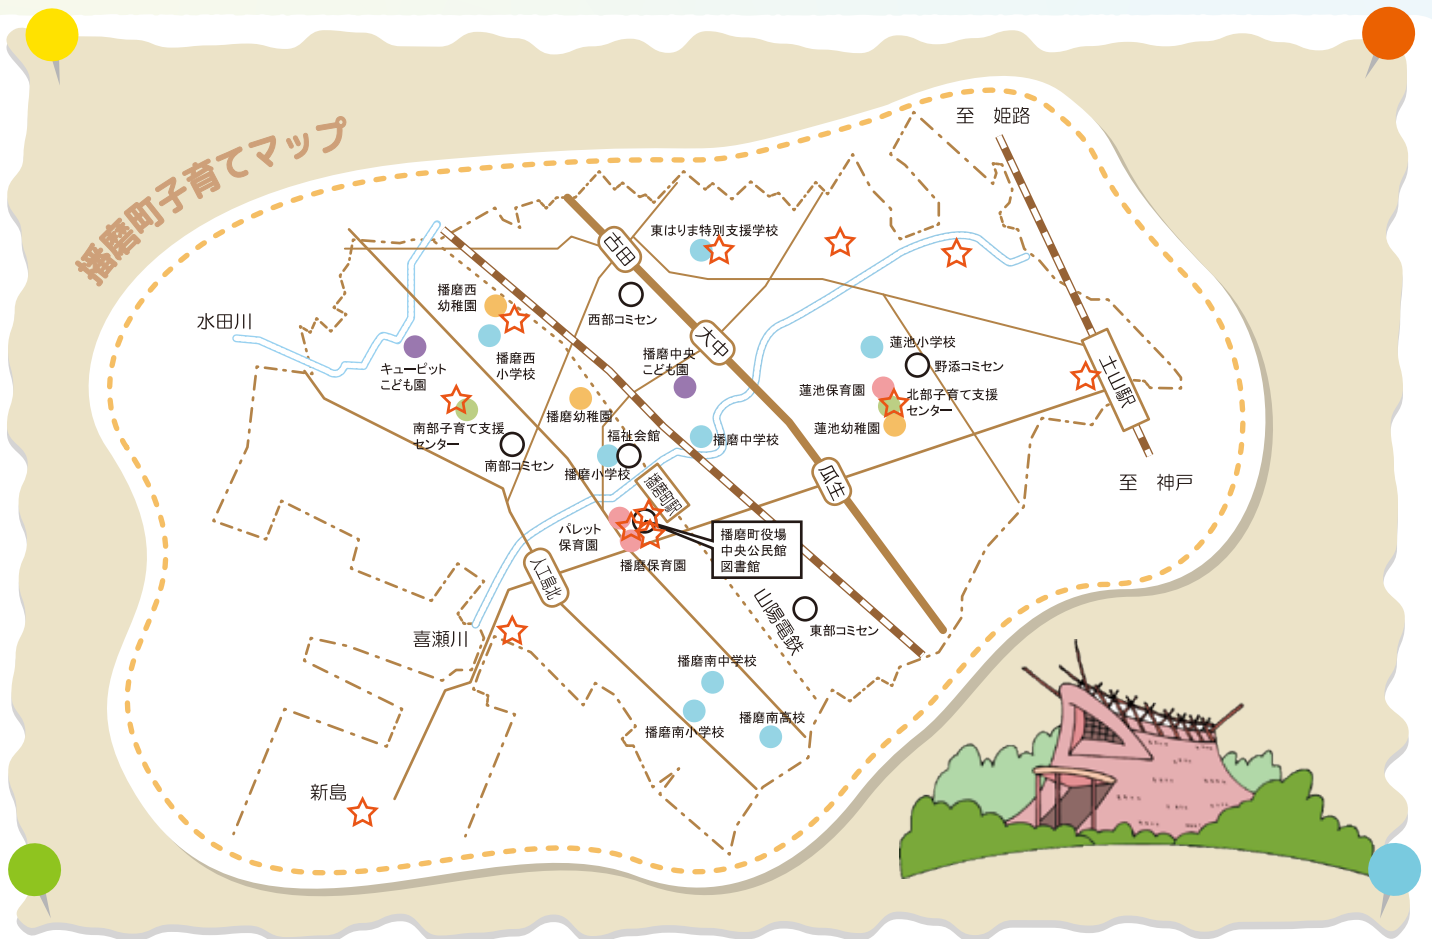 播磨町子育てマップ
至　姫路
東はりま特別支援学校
古田
播磨西
幼稚園
西部コミセン
水田川
大中
蓮池小学校
播磨中央
こども園
播磨西
小学校
キューピット
こども園
野添コミセン
土山駅
蓮池保育園
北部子育て支援
センター
播磨幼稚園
南部子育て支援
センター
蓮池幼稚園
福祉会館
播磨中学校
南部コミセン
播磨小学校
瓜生
至　神戸
播磨町駅
パレット
保育園
播磨町役場
中央公民館
図書館
播磨保育園
人工島北
山陽電鉄
東部コミセン
喜瀬川
播磨南中学校
播磨南小学校
播磨南高校
新島